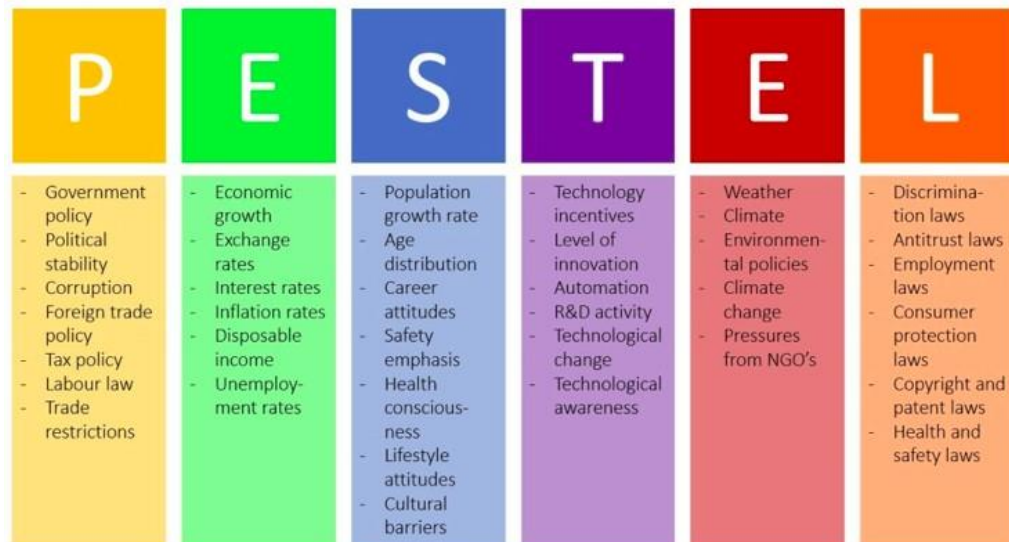 P
E
S
T
E
L
- Government
policy
- Political
stability
- Corruption
- Foreign trade
policy
- Tax policy
- Labour law
- Trade
restrictions
- Economic
growth
- Exchange
rates
- Interest rates
- Inflation rates
- Disposable
income
- Unemploy-
ment rates
- Population
growth rate
- Age
distribution
- Career
attitudes
- Safety
emphasis
- Health
conscious-
ness
- Lifestyle
attitudes
- Cultural
barriers
- Technology
incentives
- Level of
innovation
- Automation
- R&D activity
- Technological
change
- Technological
awareness
- Weather
- Climate
- Environmen-
tal policies
- Climate
change
- Pressures
from NGO's
- Discrimina-
tion laws
- Antitrust laws
- Employment
laws
- Consumer
protection
laws
- Copyright and
patent laws
- Health and
safety laws